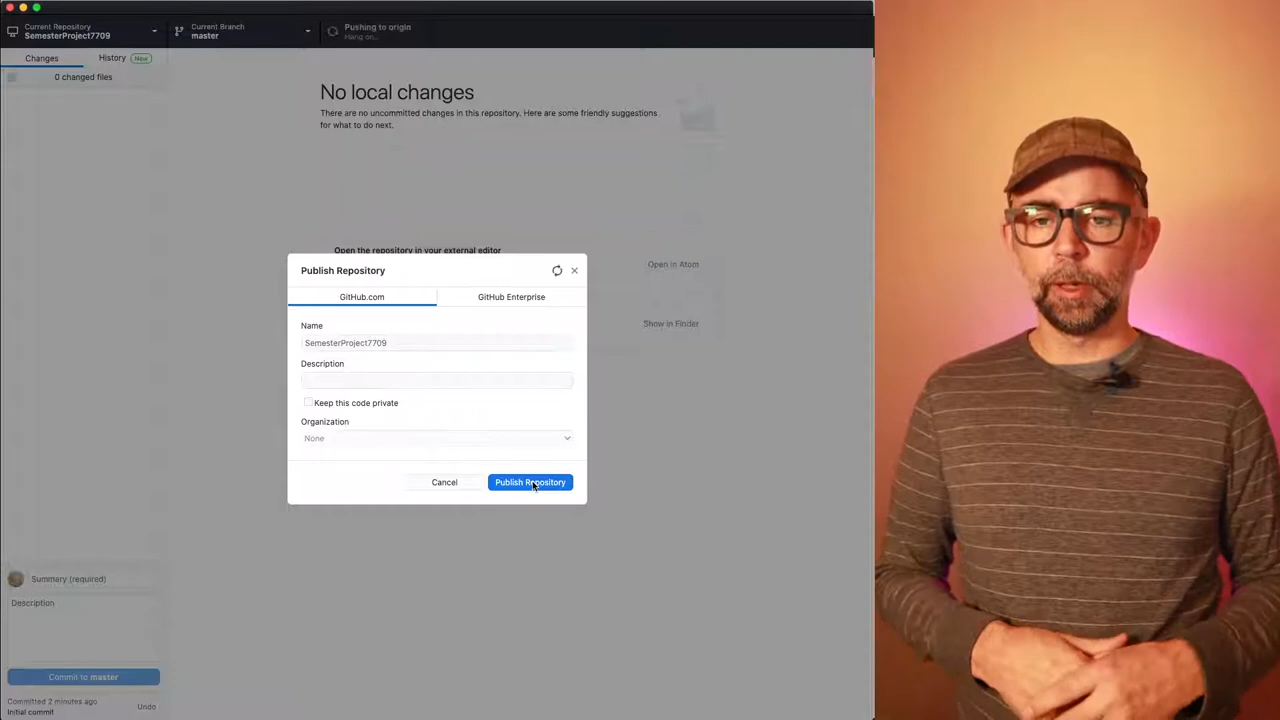 Current Repository
SemesterProject7709
Current Branch
master
Pushing to origin
Hang on...
Changes
History New
0 changed files
No local changes
There are no uncommitted changes in this repository. Here are some friendly suggestions
for what to do next.
Open the repository in your external editor
Open in Atom
Show in Finder
Publish Repository
GitHub.com
GitHub Enterprise
Name
SemesterProject7709
Description
Keep this code private
Organization
None
Cancel
Publish Repository
Summary (required)
Description
Commit to master
Committed 2 minutes ago
Initial commit
Undo